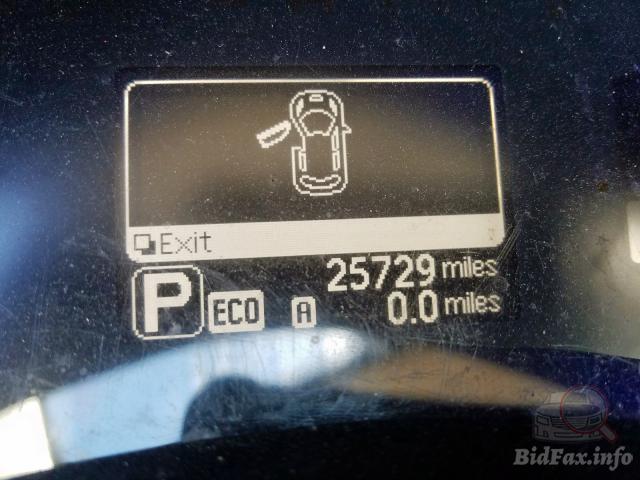 Exit
25729 miles
P ECO A 0.0 miles
BidFax.info